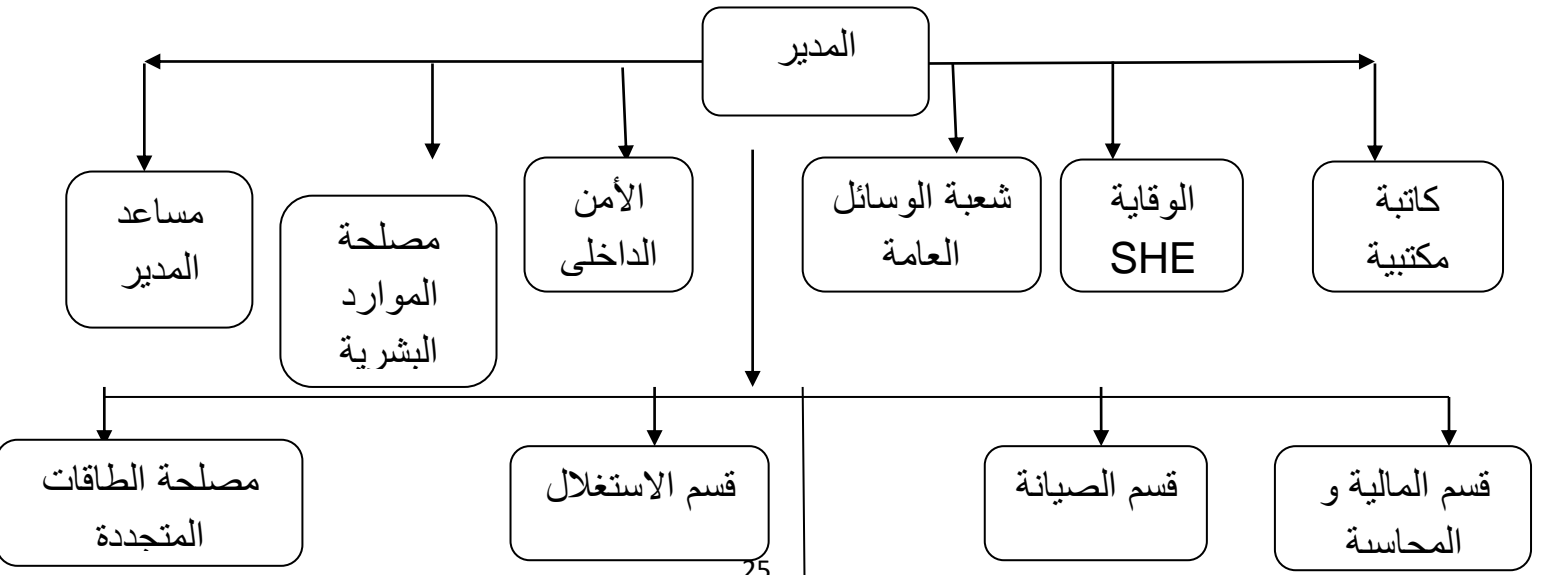 المدير
كاتبة
مكتبية
الوقاية
SHE
شعبة الوسائل
العامة
الأمن
الداخلى
مصلحة
الموارد
البشرية
مساعد
المدير
قسم المالية و
المحاسبة
قسم الصيانة
قسم الاستغلال
مصلحة الطاقات
المتجددة
25